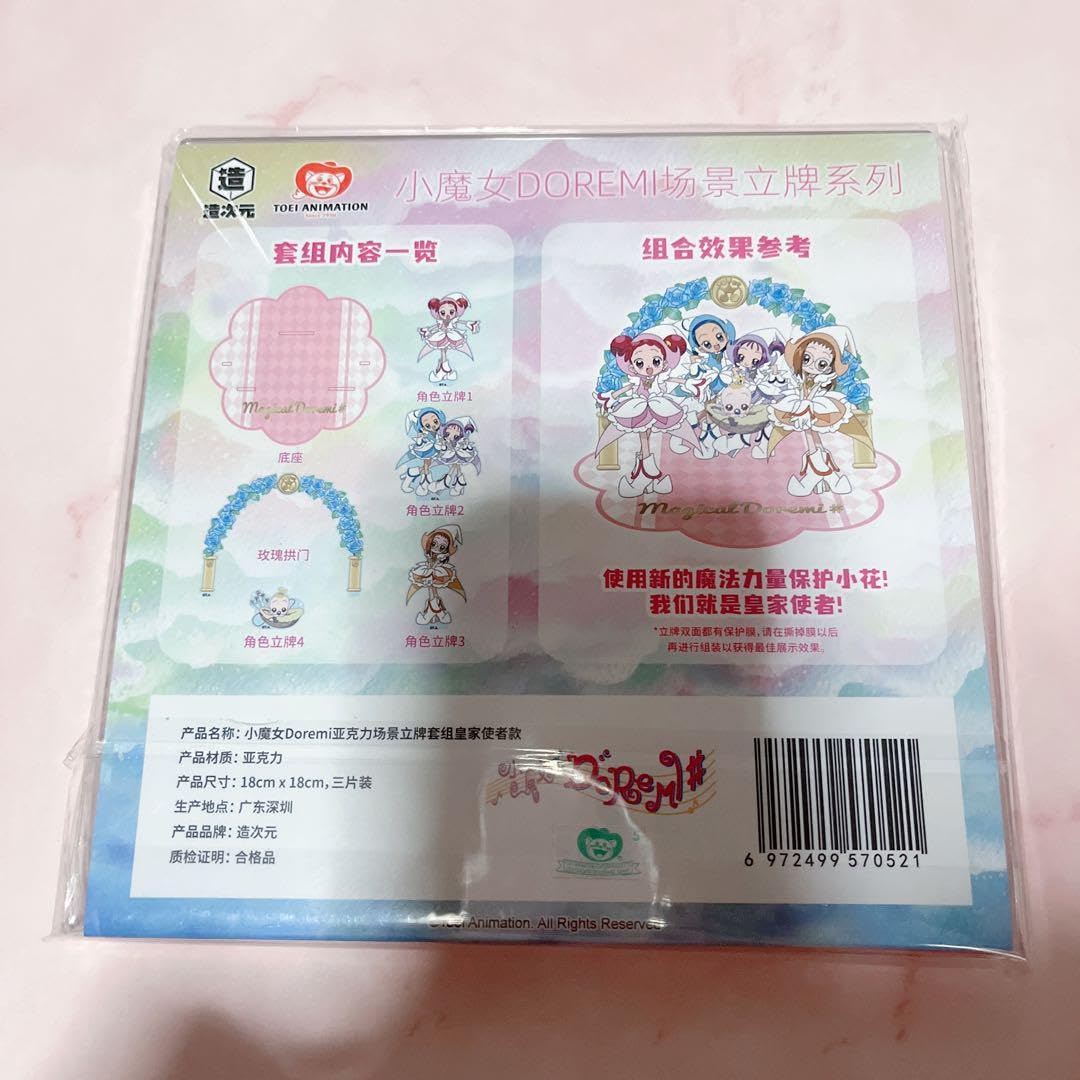 造
造次元
TOEI ANIMATION
小魔女DOREMI场景立牌系列
套组内容一览
Magical Doremi#
底座
角色立牌1
角色立牌2
玫瑰拱门
角色立牌4
角色立牌3
组合效果参考
Magical Doremi#
使用新的魔法力量保护小花!
我们就是皇家使者!
*立牌双面都有保护膜,请在撕掉膜以后
再进行组装以获得最佳展示效果。
产品名称: 小魔女Doremi亚克力场景立牌套组皇家使者款
产品材质: 亚克力
产品尺寸: 18cm x 18cm, 三片装
生产地点: 广东深圳
产品品牌: 造次元
质检证明: 合格品
小魔女 DoReMi#
6 972499 570521
©Toei Animation. All Rights Reserved